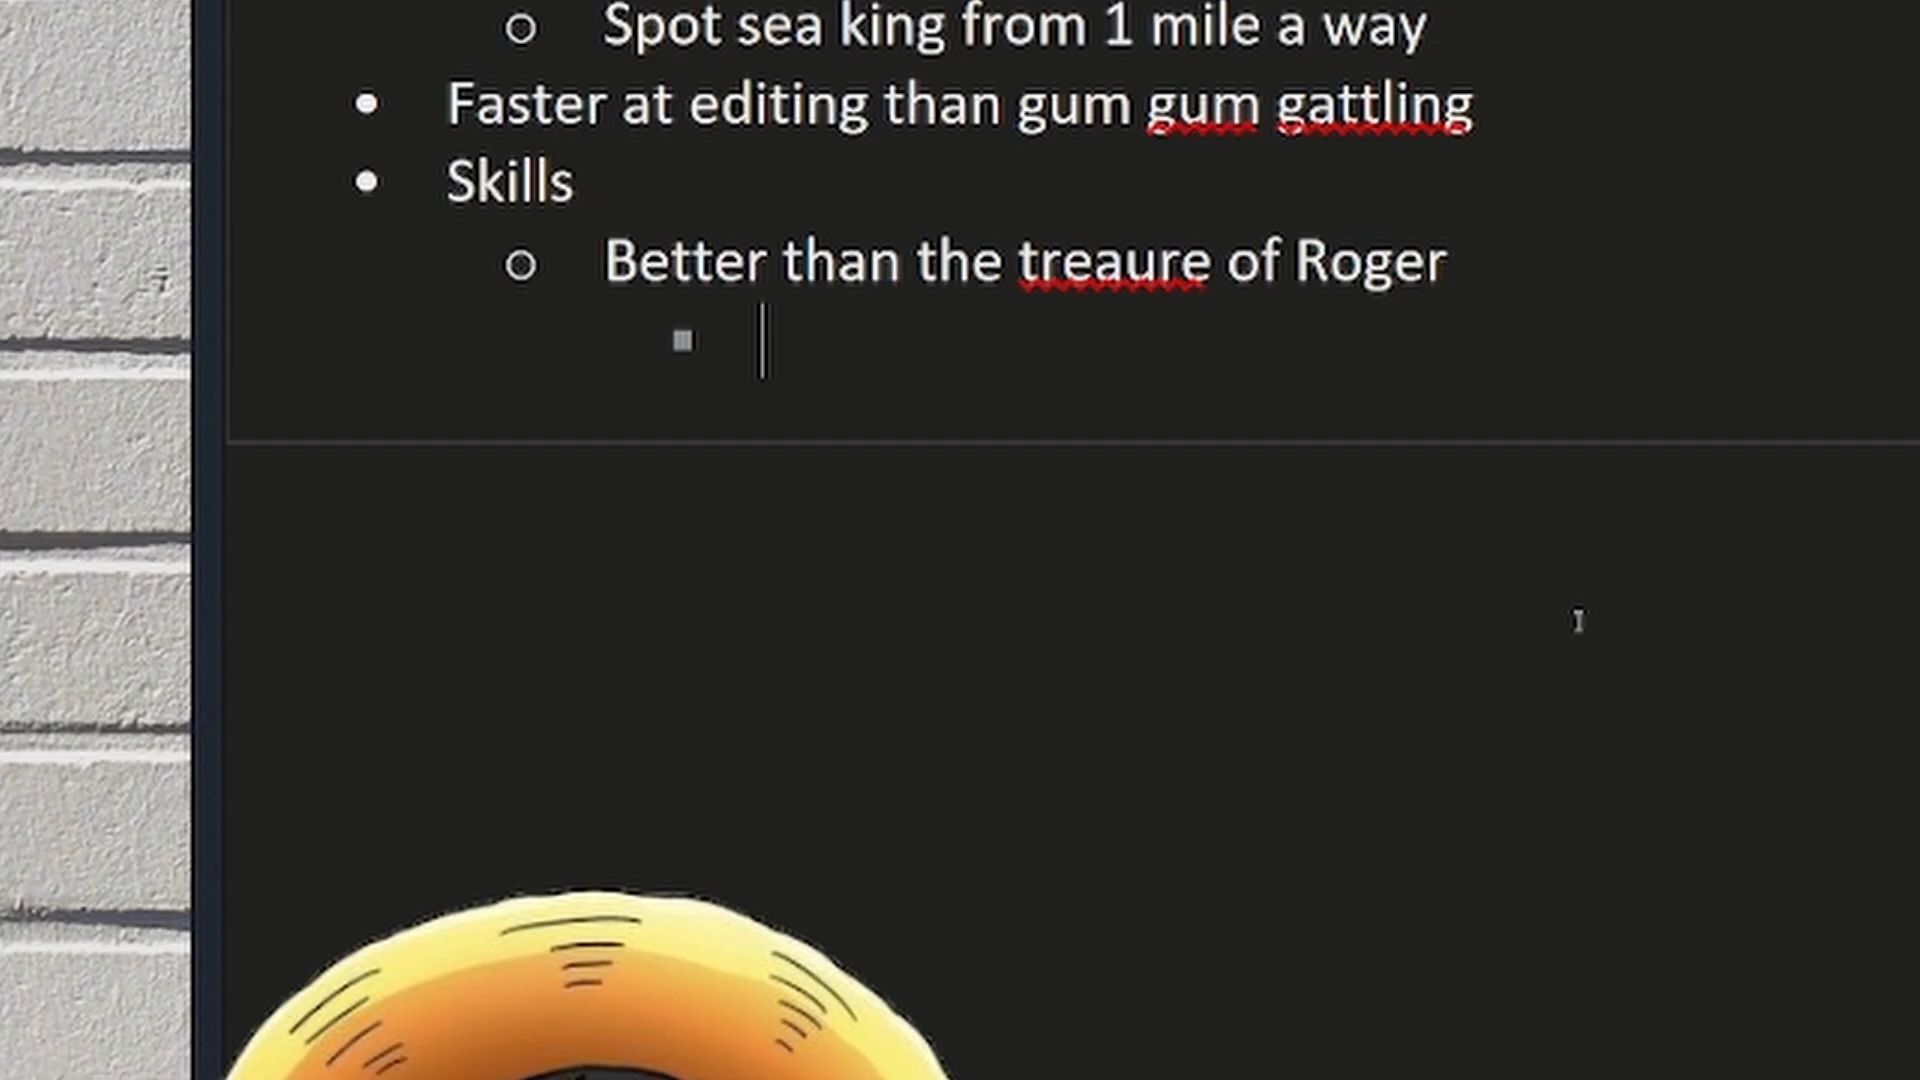 Spot sea king from 1 mile a way
Faster at editing than gum gum gattling
Skills
Better than the treaure of Roger